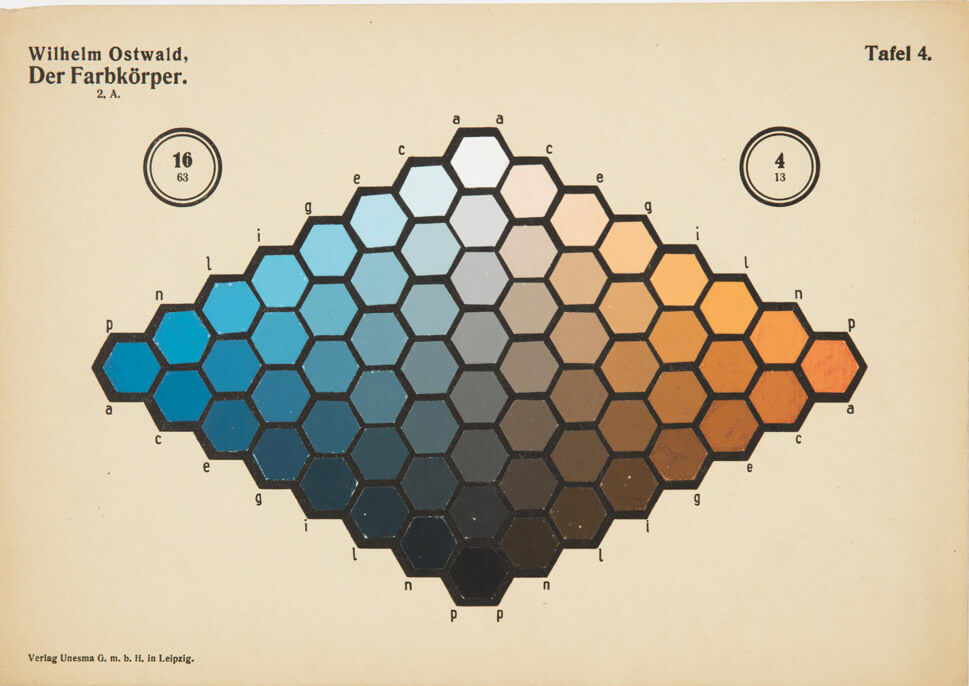 Wilhelm Ostwald,
Der Farbkörper.
2. A.
Tafel 4.
16
63
4
13
a a
c c
e e
g g
i i
l l
n n
p p
a a
c c
e e
g g
i i
l l
n n
p p
Verlag Unesma G. m. b. H. in Leipzig.